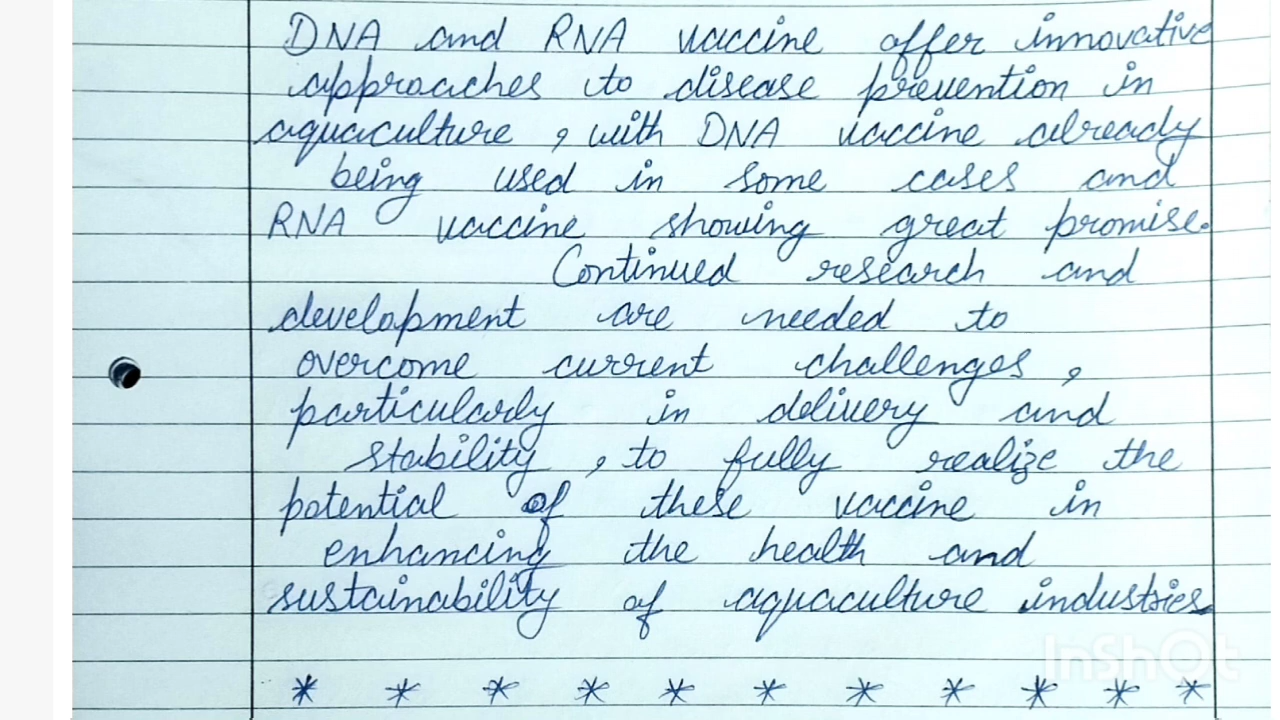 DNA and RNA vaccine offer innovative
approaches to disease prevention in
aquaculture, with DNA vaccine already
being used in some cases and
RNA vaccine showing great promise.
Continued research and
development are needed to
overcome current challenges,
particularly in delivery and
stability, to fully realize the
potential of these vaccine in
enhancing the health and
sustainability of aquaculture industries
* * * * * * * * * * *
InShOt